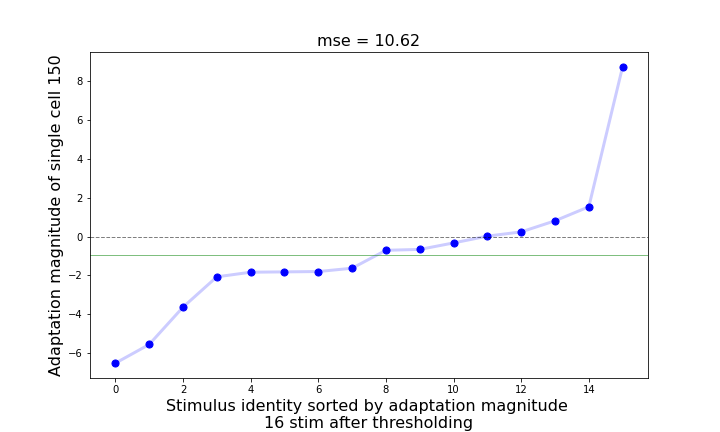 mse = 10.62
Adaptation magnitude of single cell 150
8
6
4
2
0
−2
−4
−6
0 2 4 6 8 10 12 14
Stimulus identity sorted by adaptation magnitude
16 stim after thresholding